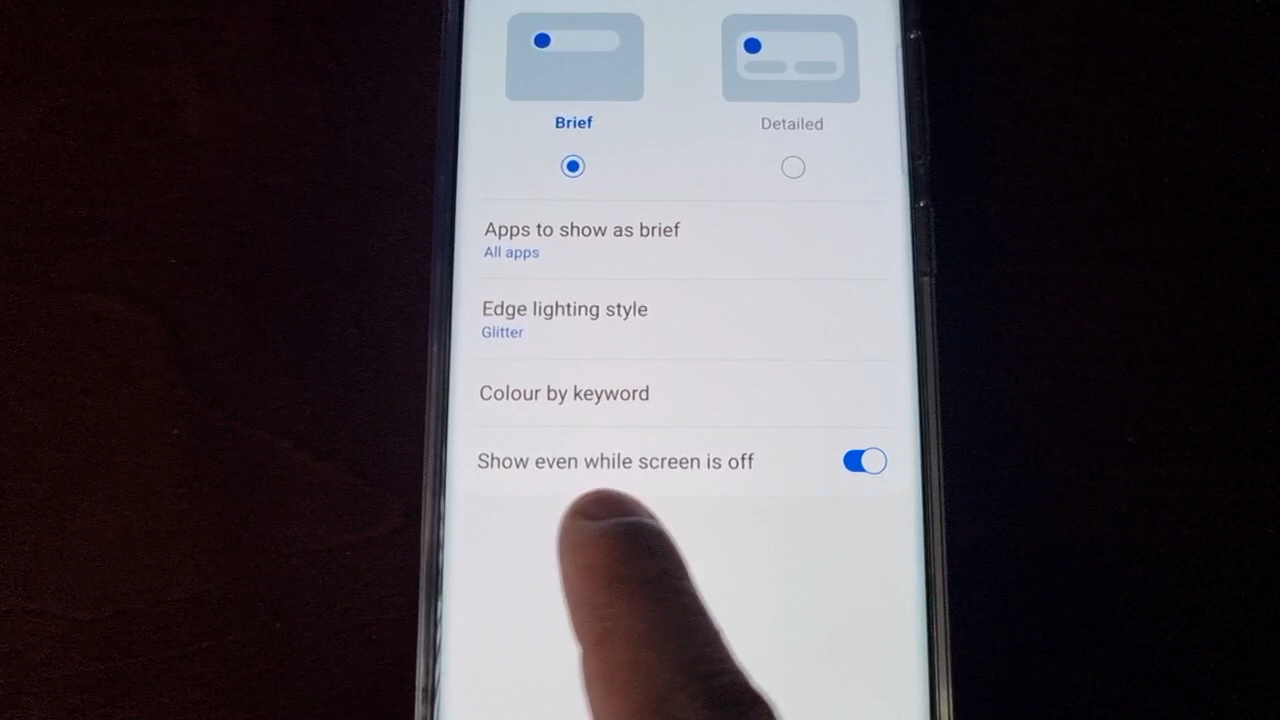 Brief
Detailed
Apps to show as brief
All apps
Edge lighting style
Glitter
Colour by keyword
Show even while screen is off